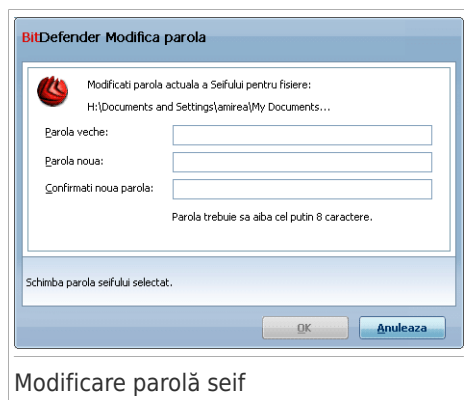 BitDefender Modifica parola
Modificati parola actuala a Seifului pentru fisiere:
H:\Documents and Settings\amirea\My Documents...
Parola veche:
Parola noua:
Confirmati noua parola:
Parola trebuie sa aiba cel putin 8 caractere.
Schimba parola seifului selectat.
OK
Anuleaza
Modificare parolă seif